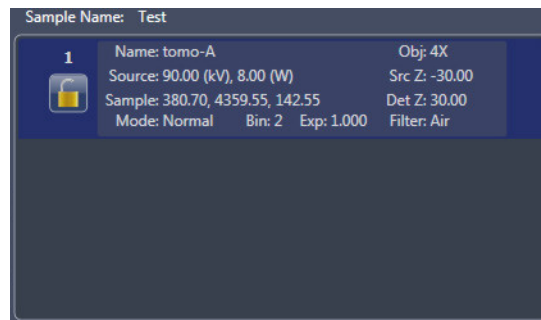 Sample Name: Test
1 Name: tomo-A Obj: 4X
Source: 90.00 (kV), 8.00 (W) Src Z: -30.00
Sample: 380.70, 4359.55, 142.55 Det Z: 30.00
Mode: Normal Bin: 2 Exp: 1.000 Filter: Air